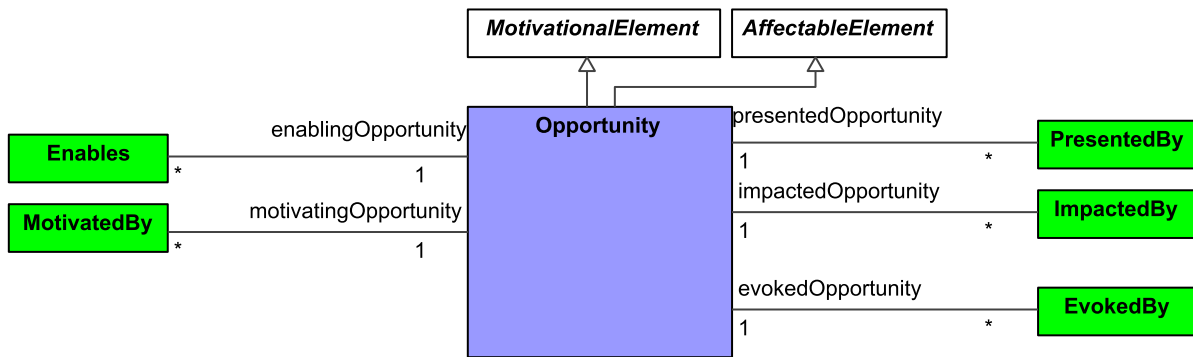 MotivationalElement
AffectableElement
Opportunity
enablingOpportunity
Enables
* 1
motivatingOpportunity
MotivatedBy
* 1
presentedOpportunity
PresentedBy
1 *
impactedOpportunity
ImpactedBy
1 *
evokedOpportunity
EvokedBy
1 *